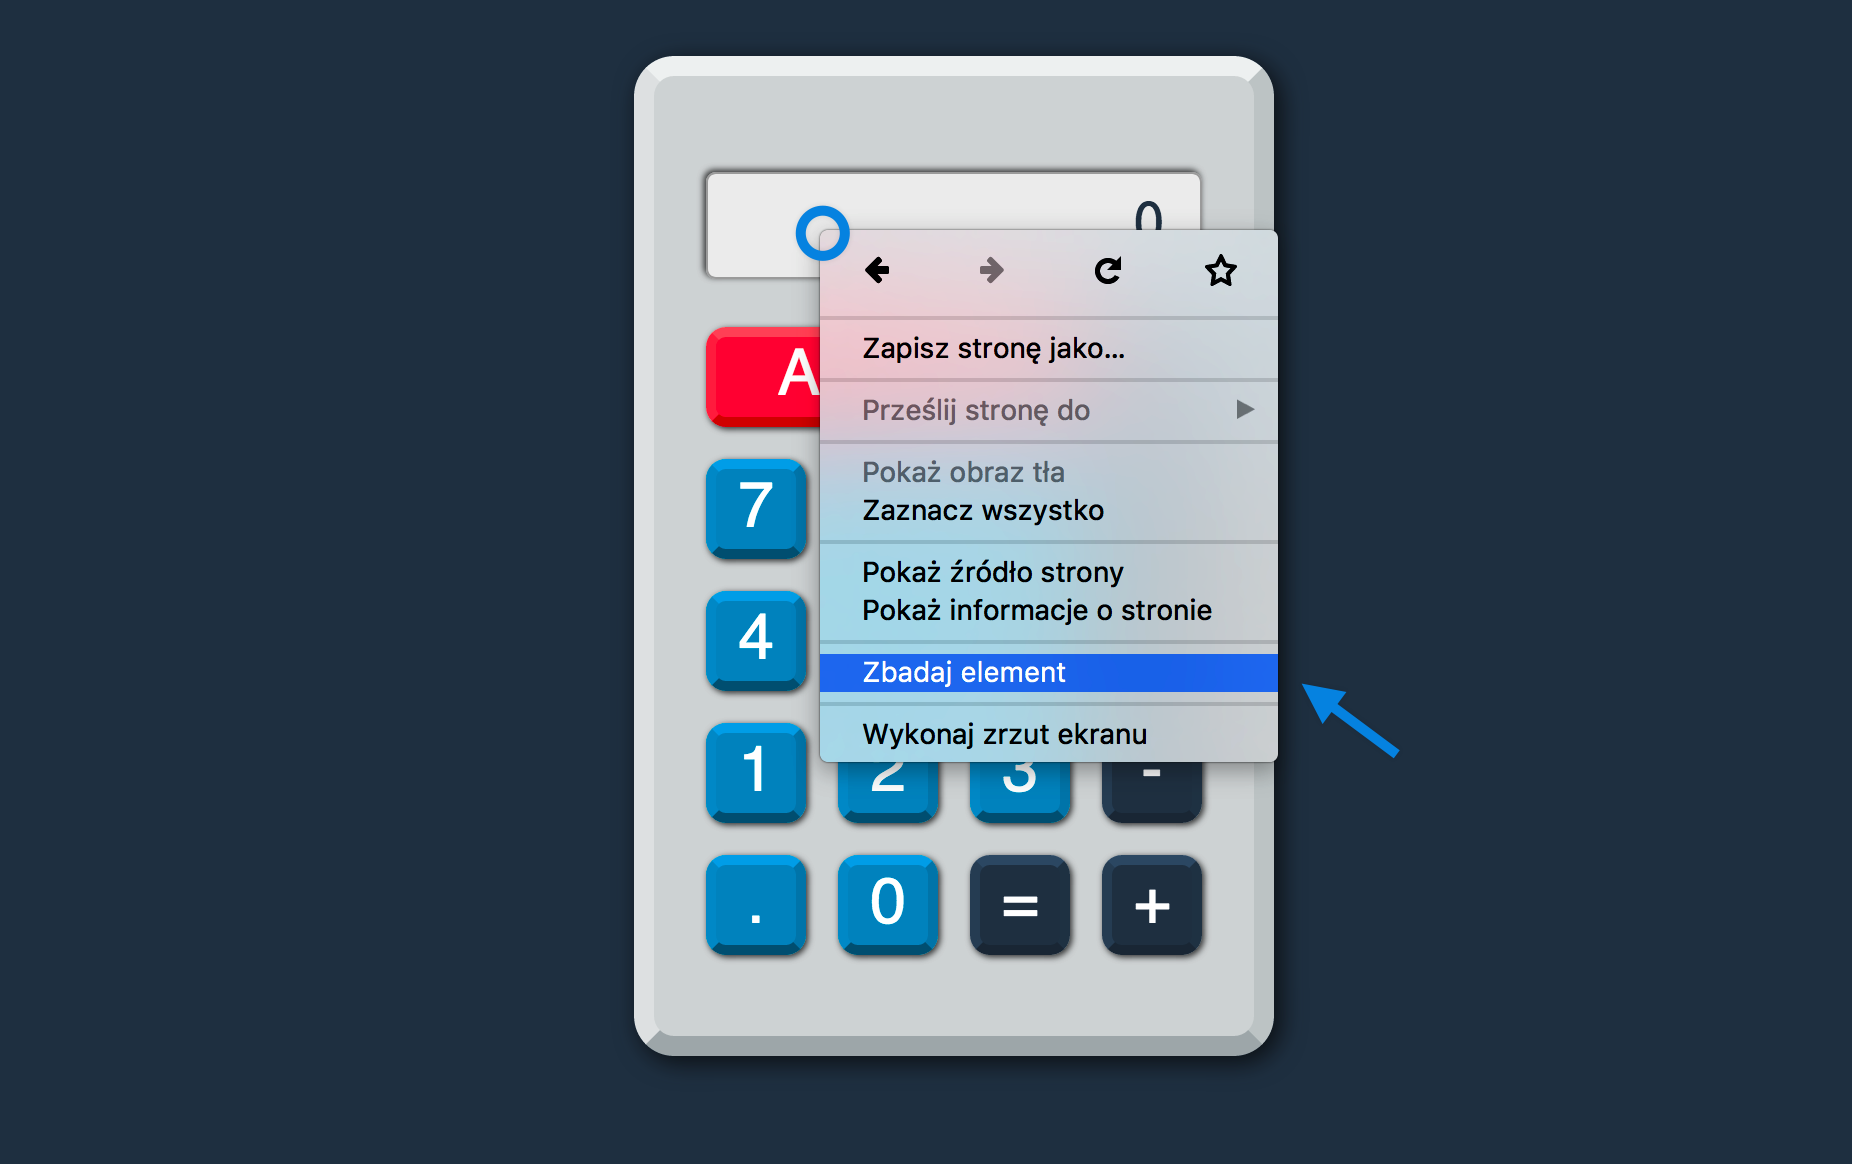 0
Zapisz stronę jako...
A
Prześlij stronę do
Pokaż obraz tła
7
Zaznacz wszystko
Pokaż źródło strony
Pokaż informacje o stronie
4
Zbadaj element
Wykonaj zrzut ekranu
1 2 3 -
. 0 = +